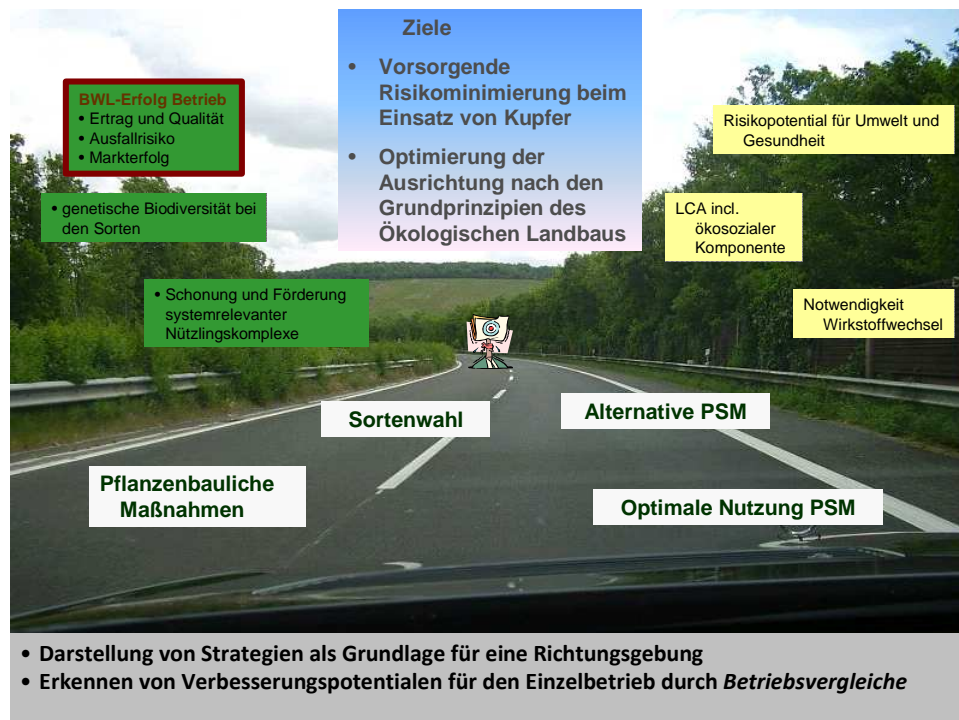 Ziele
• Vorsorgende
Risikominimierung beim
Einsatz von Kupfer
• Optimierung der
Ausrichtung nach den
Grundprinzipien des
Ökologischen Landbaus
BWL-Erfolg Betrieb
• Ertrag und Qualität
• Ausfallrisiko
• Markterfolg
• genetische Biodiversität bei
den Sorten
• Schonung und Förderung
systemrelevanter
Nützlingskomplexe
Risikopotential für Umwelt und
Gesundheit
LCA incl.
ökosozialer
Komponente
Notwendigkeit
Wirkstoffwechsel
Sortenwahl
Alternative PSM
Pflanzenbauliche
Maßnahmen
Optimale Nutzung PSM
• Darstellung von Strategien als Grundlage für eine Richtungsgebung
• Erkennen von Verbesserungspotentialen für den Einzelbetrieb durch Betriebsvergleiche